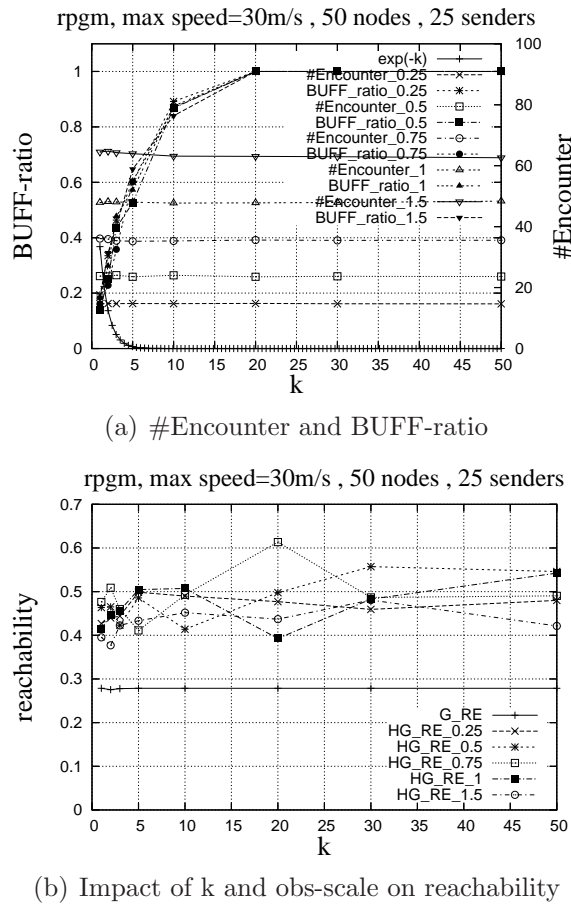 rpgm, max speed=30m/s , 50 nodes , 25 senders
BUFF-ratio
#Encounter
1
0.8
0.6
0.4
0.2
0
100
80
60
40
20
0
exp(-k)
#Encounter_0.25
BUFF_ratio_0.25
#Encounter_0.5
BUFF_ratio_0.5
#Encounter_0.75
BUFF_ratio_0.75
#Encounter_1
BUFF_ratio_1
#Encounter_1.5
BUFF_ratio_1.5
0 5 10 15 20 25 30 35 40 45 50
k
(a) #Encounter and BUFF-ratio
rpgm, max speed=30m/s , 50 nodes , 25 senders
reachability
0.7
0.6
0.5
0.4
0.3
0.2
0.1
0
G_RE
HG_RE_0.25
HG_RE_0.5
HG_RE_0.75
HG_RE_1
HG_RE_1.5
0 5 10 15 20 25 30 35 40 45 50
k
(b) Impact of k and obs-scale on reachability